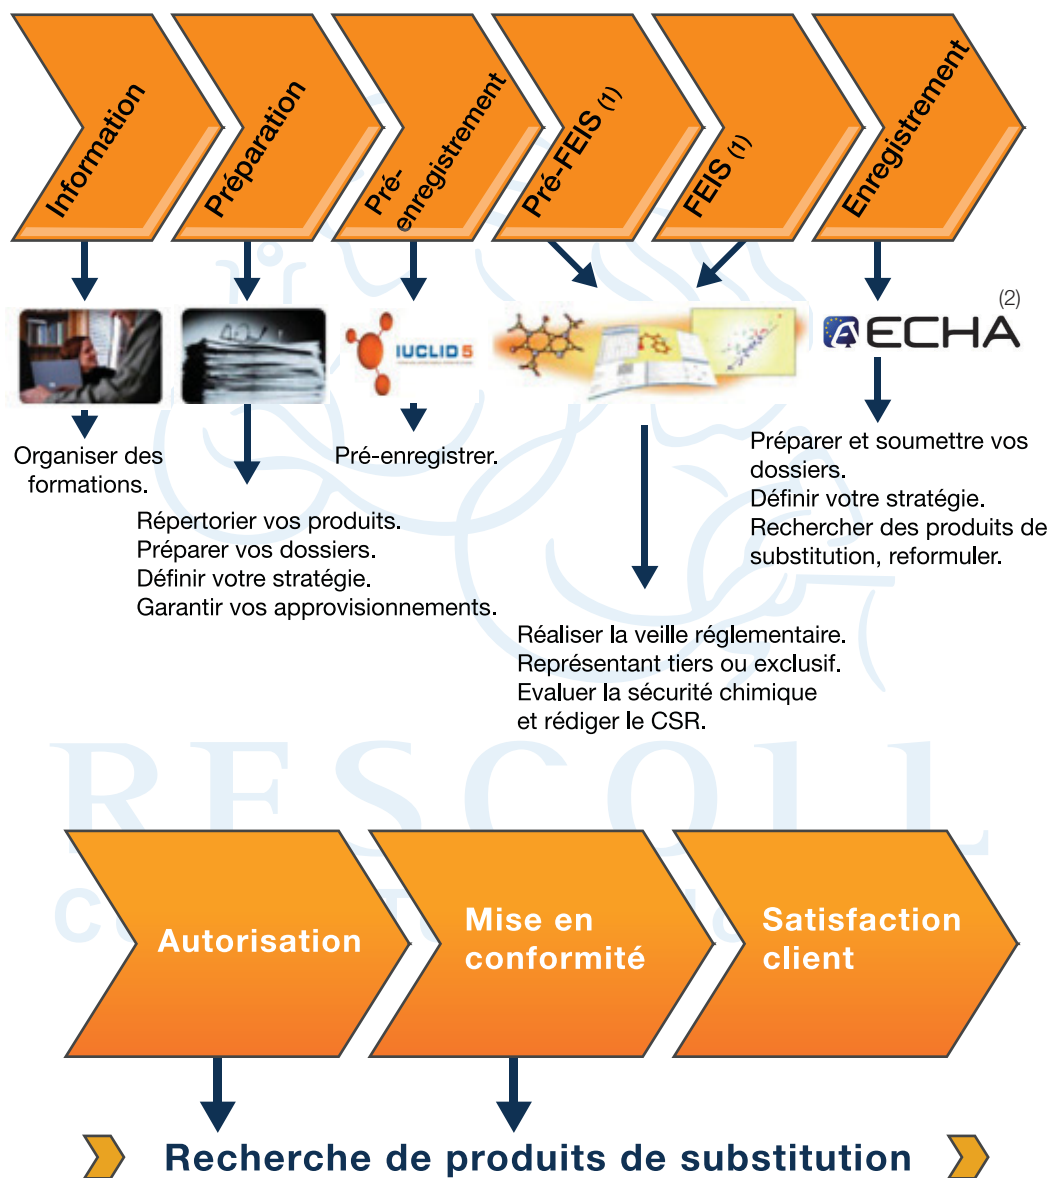 Information
Préparation
Pré-
enregistrement
Pré-FEIS (1)
FEIS (1)
Enregistrement
IUCLID 5
(2)
ECHA
Organiser des
formations.
Répertorier vos produits.
Préparer vos dossiers.
Définir votre stratégie.
Garantir vos approvisionnements.
Pré-enregistrer.
Réaliser la veille réglementaire.
Représentant tiers ou exclusif.
Evaluer la sécurité chimique
et rédiger le CSR.
Préparer et soumettre vos
dossiers.
Définir votre stratégie.
Rechercher des produits de
substitution, reformuler.
RESCOLL
Autorisation
Mise en
conformité
Satisfaction
client
Recherche de produits de substitution